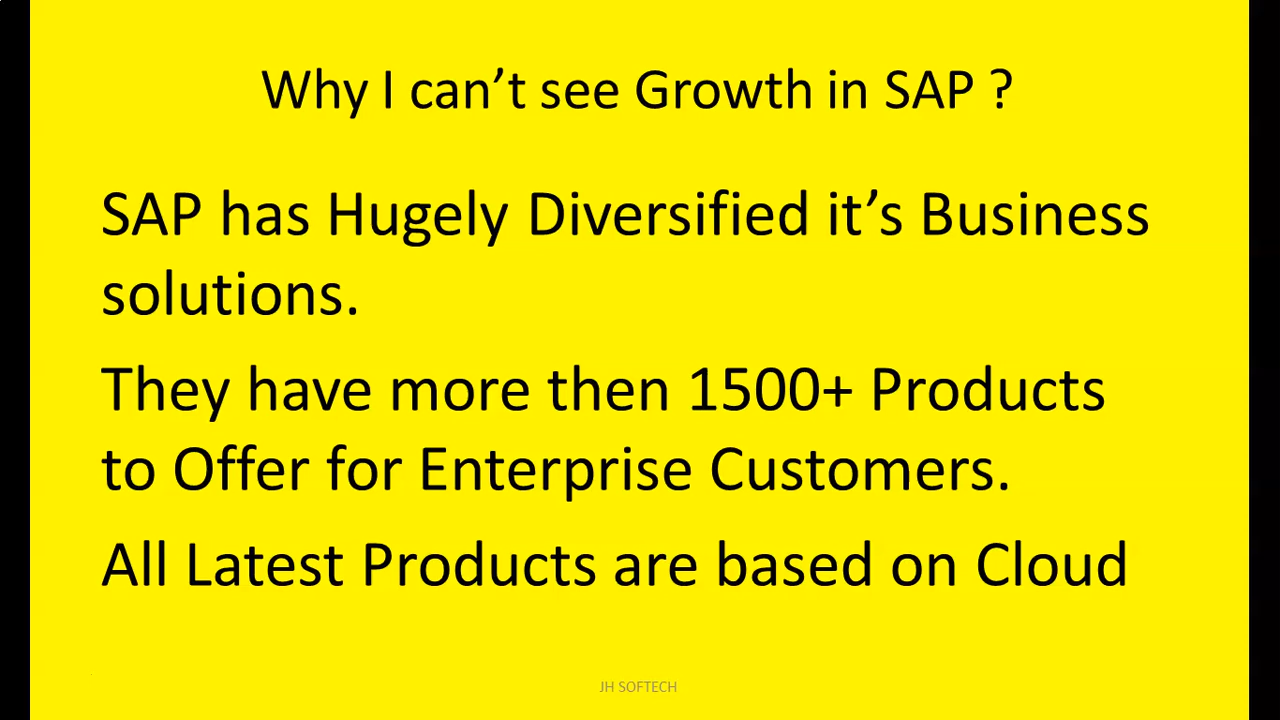 Why I can’t see Growth in SAP ?
SAP has Hugely Diversified it’s Business
solutions.
They have more then 1500+ Products
to Offer for Enterprise Customers.
All Latest Products are based on Cloud
JH SOFTECH